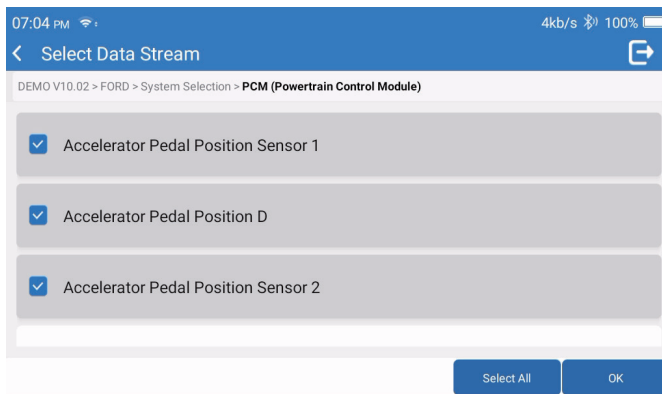 07:04 PM 4kb/s 100%
Select Data Stream
DEMO V10.02 > FORD > System Selection > PCM (Powertrain Control Module)
Accelerator Pedal Position Sensor 1
Accelerator Pedal Position D
Accelerator Pedal Position Sensor 2
Select All OK